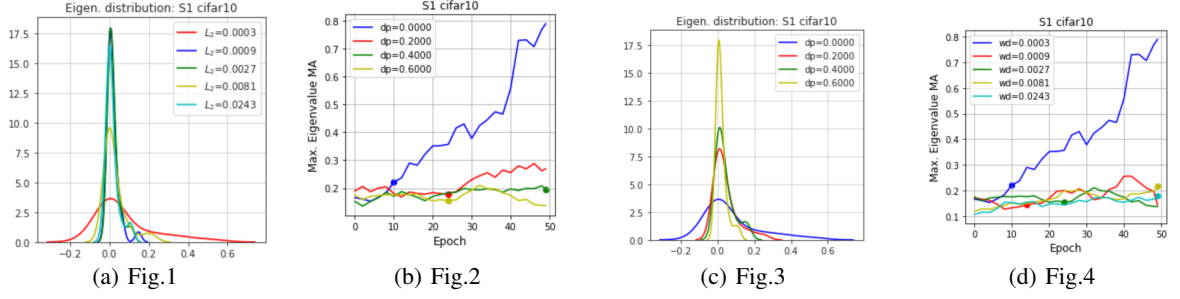 Eigen. distribution: S1 cifar10
17.5
15.0
12.5
10.0
7.5
5.0
2.5
0.0
−0.2 0.0 0.2 0.4 0.6
L₂=0.0003
L₂=0.0009
L₂=0.0027
L₂=0.0081
L₂=0.0243
(a) Fig.1
S1 cifar10
Max. Eigenvalue MA
0.8
0.7
0.6
0.5
0.4
0.3
0.2
0 10 20 30 40 50
Epoch
dp=0.0000
dp=0.2000
dp=0.4000
dp=0.6000
(b) Fig.2
Eigen. distribution: S1 cifar10
17.5
15.0
12.5
10.0
7.5
5.0
2.5
0.0
−0.2 0.0 0.2 0.4 0.6
dp=0.0000
dp=0.2000
dp=0.4000
dp=0.6000
(c) Fig.3
S1 cifar10
Max. Eigenvalue MA
0.8
0.7
0.6
0.5
0.4
0.3
0.2
0.1
0 10 20 30 40 50
Epoch
wd=0.0003
wd=0.0009
wd=0.0027
wd=0.0081
wd=0.0243
(d) Fig.4